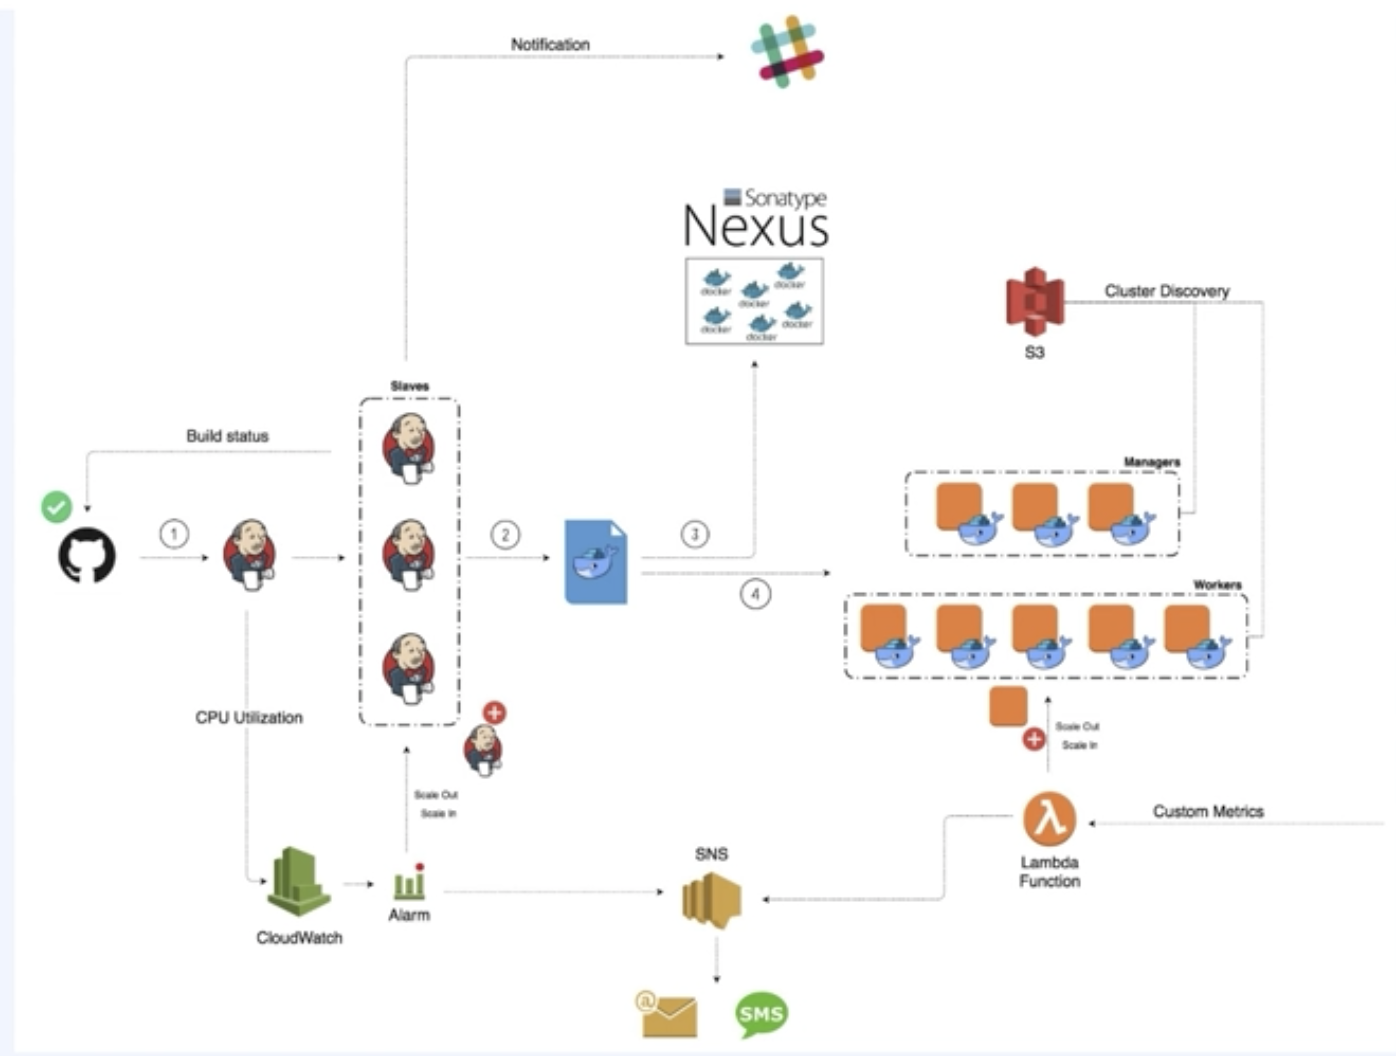 Notification
Sonatype
Nexus
docker
docker
docker
docker
docker
docker
Cluster Discovery
S3
Slaves
Build status
Managers
1
2
3
4
Workers
CPU Utilization
Scale Out
Scale In
Scale Out
Scale In
Custom Metrics
Lambda
Function
SNS
Alarm
CloudWatch
@
SMS